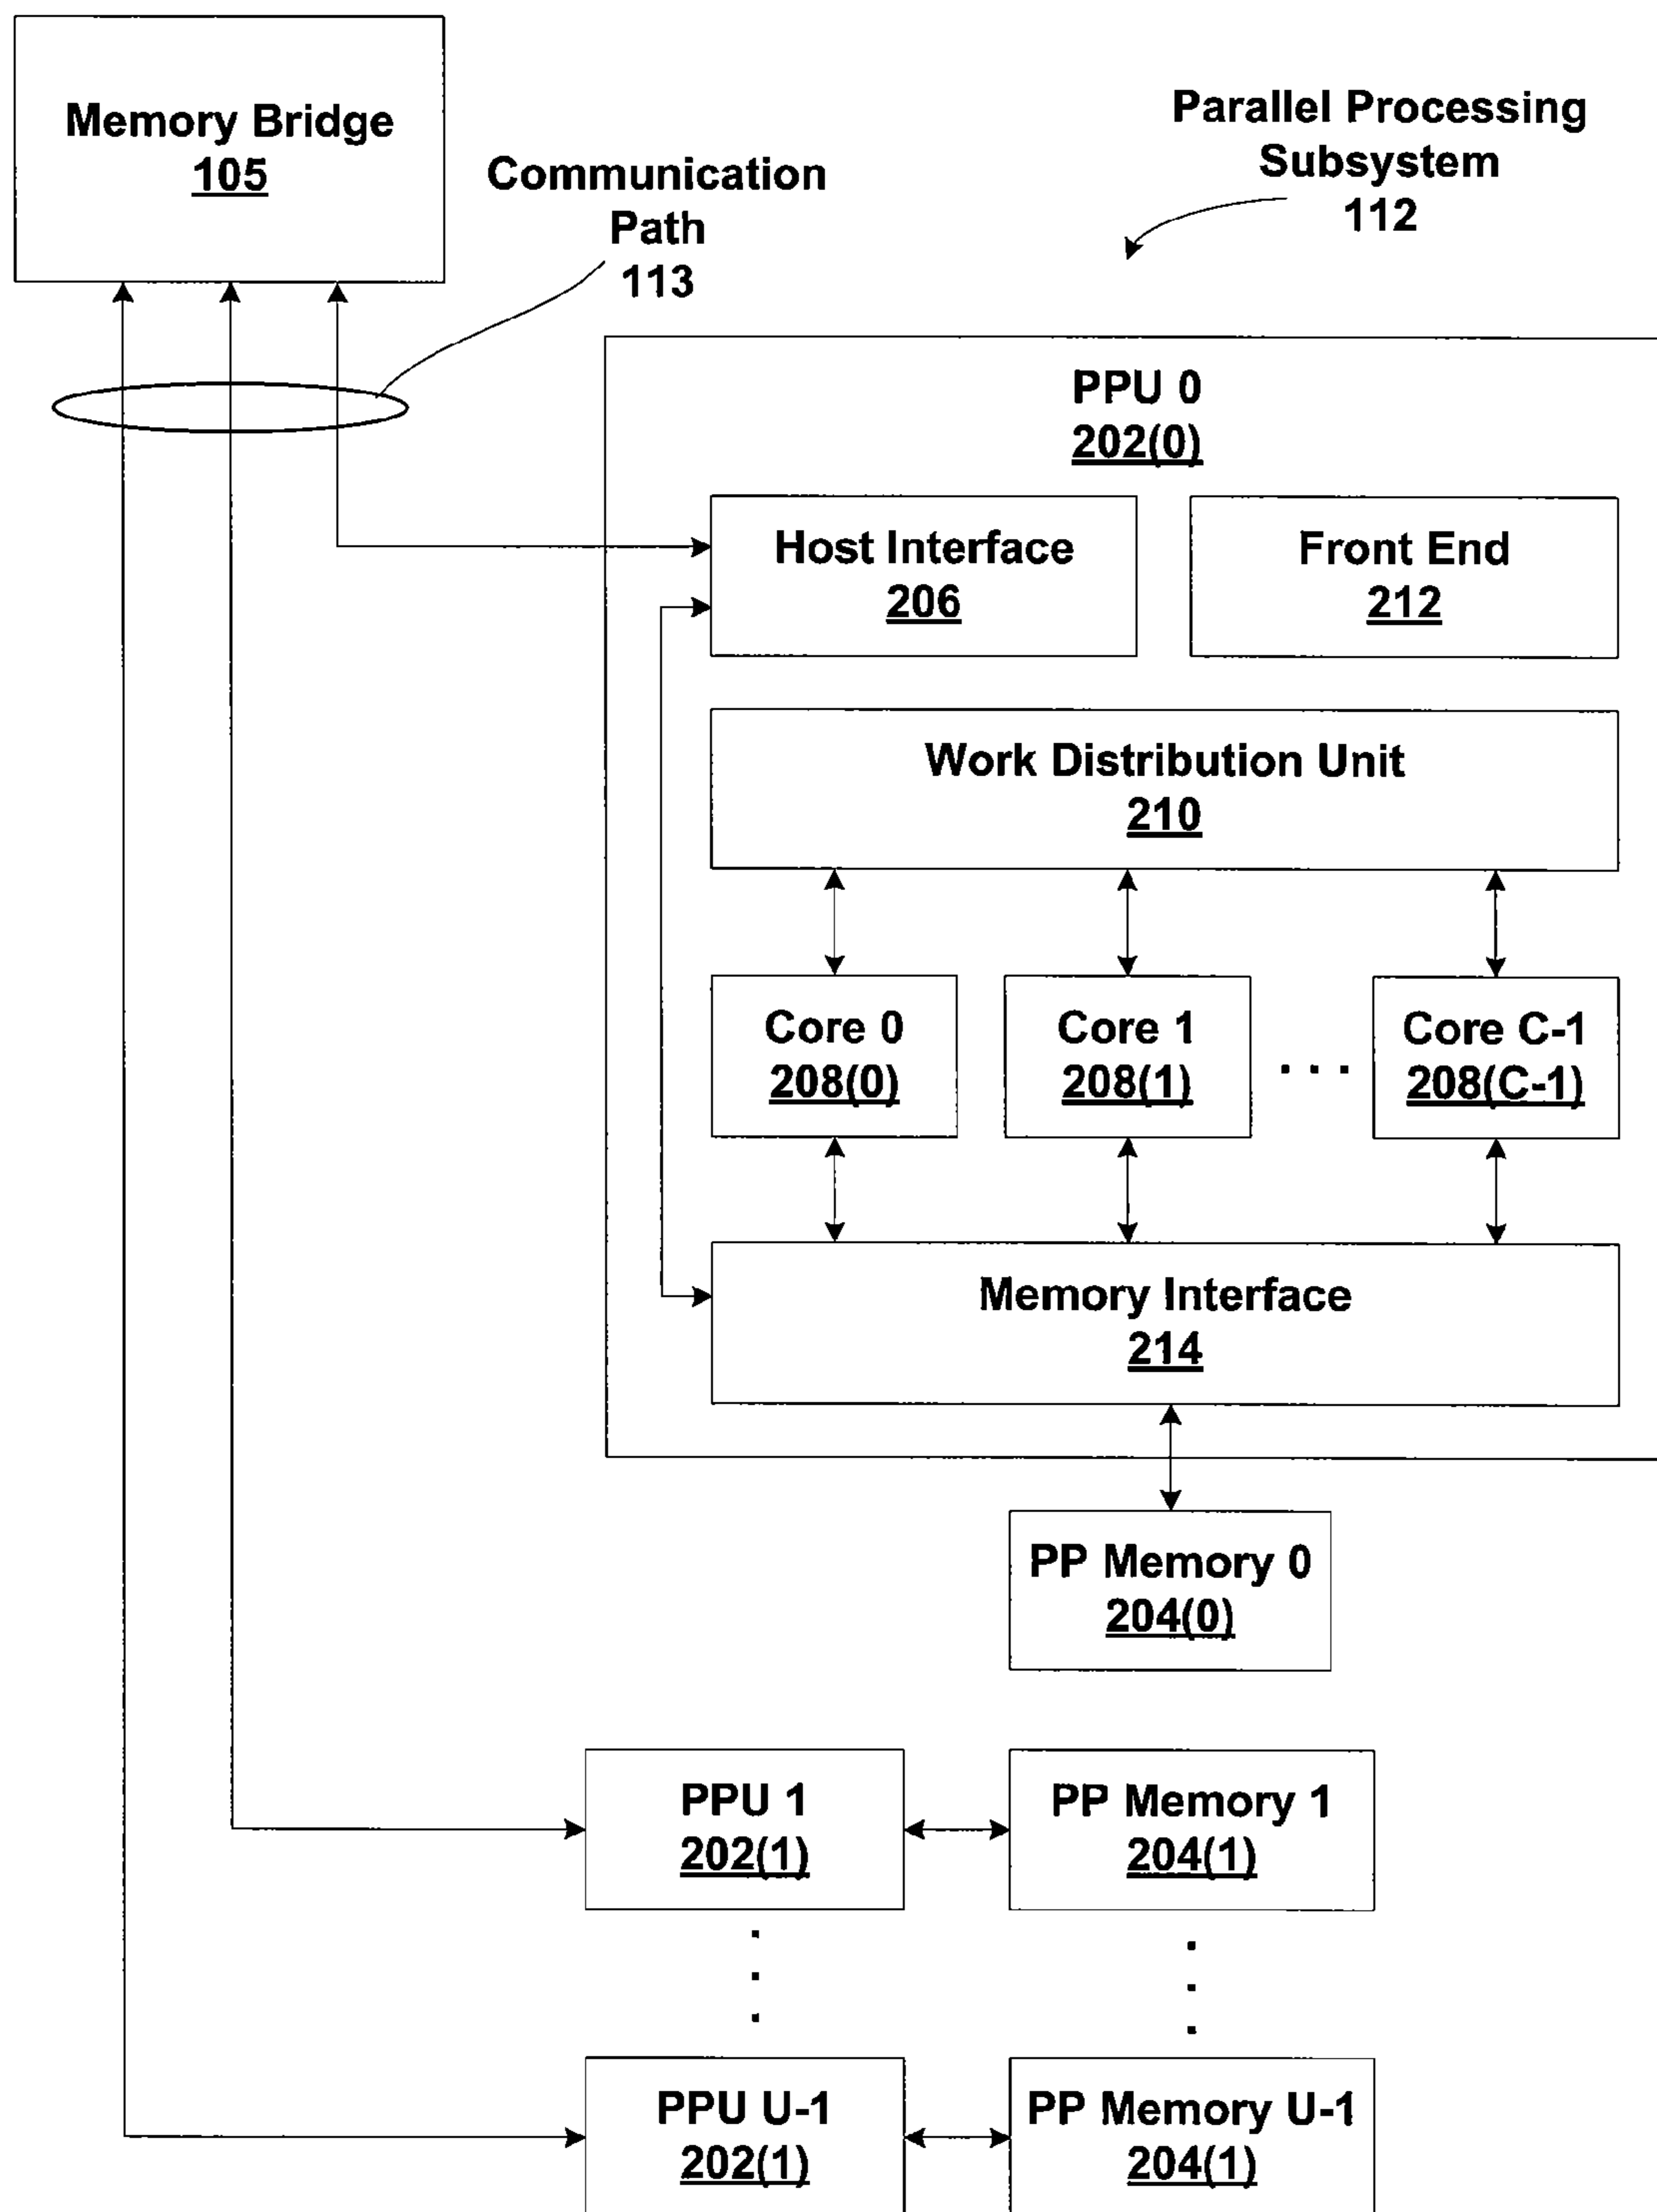 Memory Bridge
105
Communication
Path
113
Parallel Processing
Subsystem
112
PPU 0
202(0)
Host Interface
206
Front End
212
Work Distribution Unit
210
Core 0
208(0)
Core 1
208(1)
. . .
Core C-1
208(C-1)
Memory Interface
214
PP Memory 0
204(0)
PPU 1
202(1)
PP Memory 1
204(1)
PPU U-1
202(1)
PP Memory U-1
204(1)